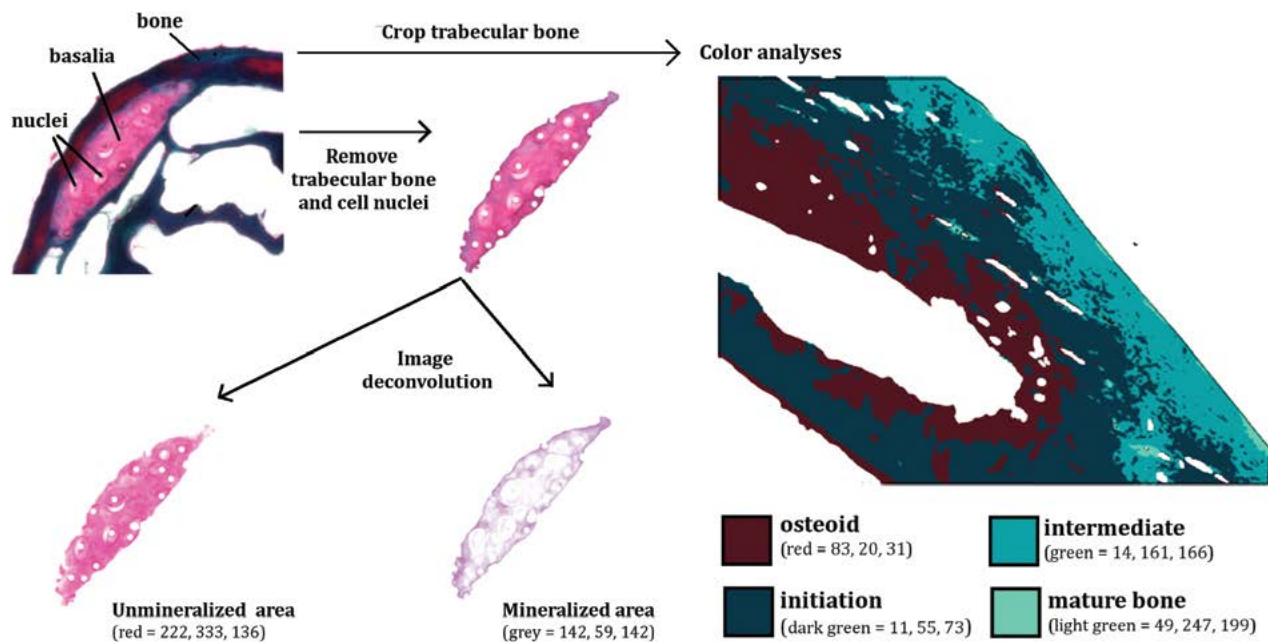 bone
basalia
nuclei
Crop trabecular bone
Remove
trabecular bone
and cell nuclei
Color analyses
Image
deconvolution
Unmineralized area
(red = 222, 333, 136)
Mineralized area
(grey = 142, 59, 142)
osteoid
(red = 83, 20, 31)
intermediate
(green = 14, 161, 166)
initiation
(dark green = 11, 55, 73)
mature bone
(light green = 49, 247, 199)